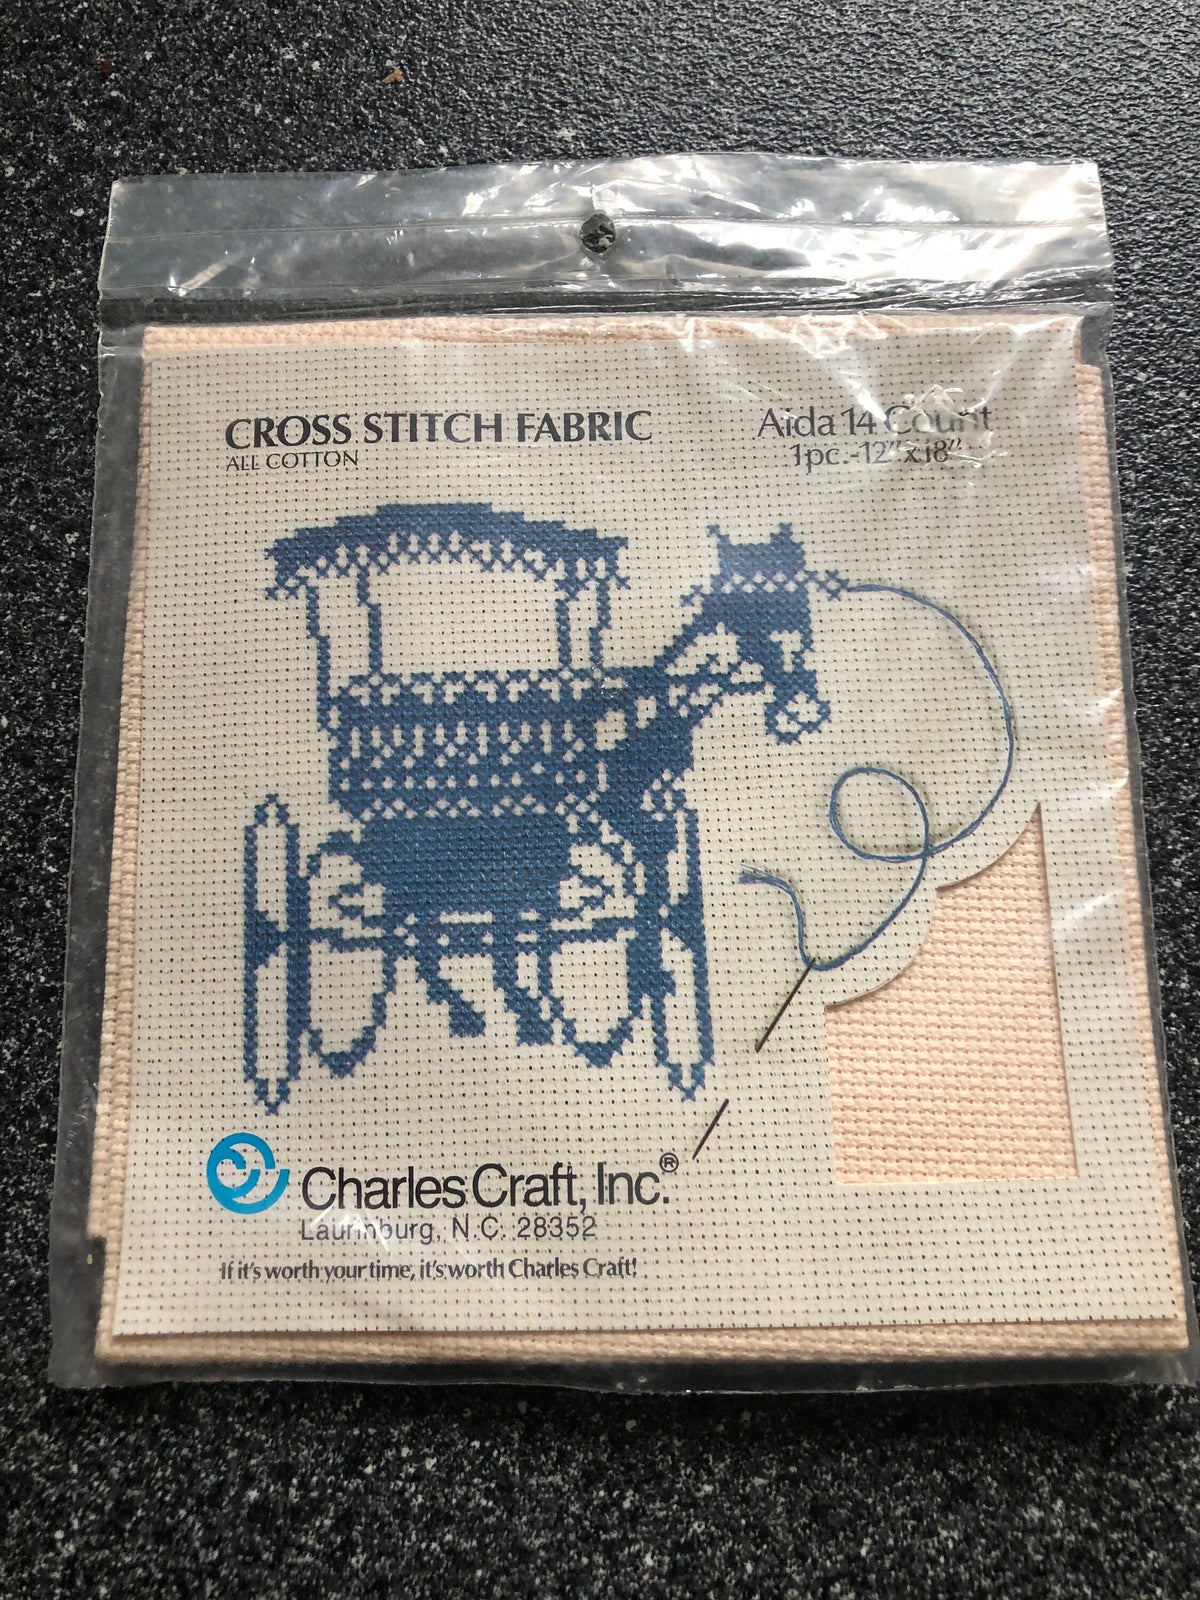 CROSS STITCH FABRIC
ALL COTTON
Aida 14 Count
1pc.-12"x18"
Charles Craft, Inc.®
Laurinburg, N.C. 28352
If it's worth your time, it's worth Charles Craft!